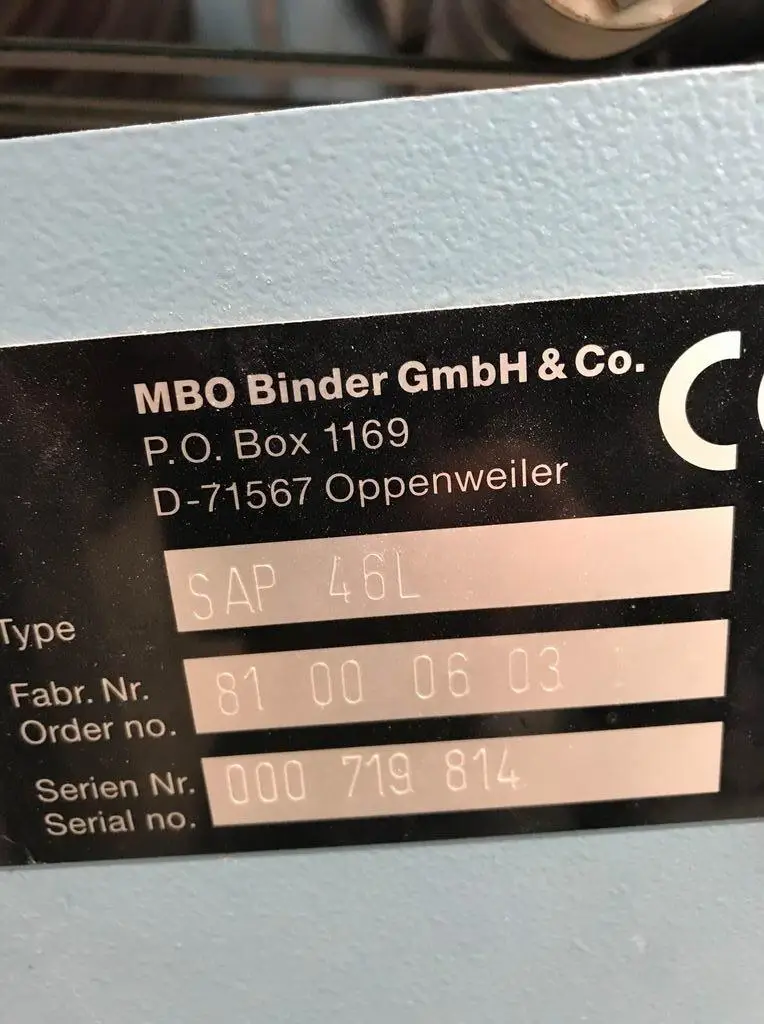 MBO Binder GmbH & Co.
P.O. Box 1169
D-71567 Oppenweiler
CE
Type SAP 46L
Fabr. Nr. 81 00 06 03
Order no.
Serien Nr. 000 719 814
Serial no.